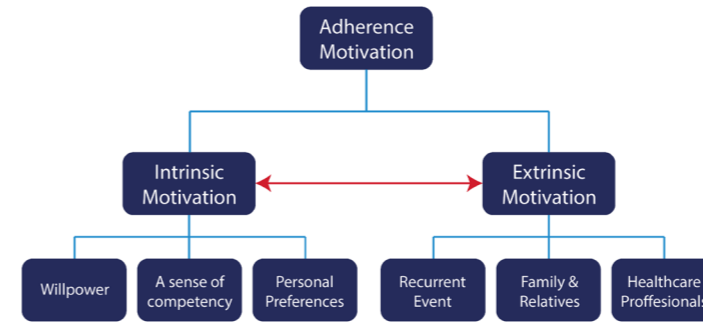 Adherence
Motivation
Intrinsic
Motivation
Extrinsic
Motivation
Willpower
A sense of
competency
Personal
Preferences
Recurrent
Event
Family &
Relatives
Healthcare
Proffesionals